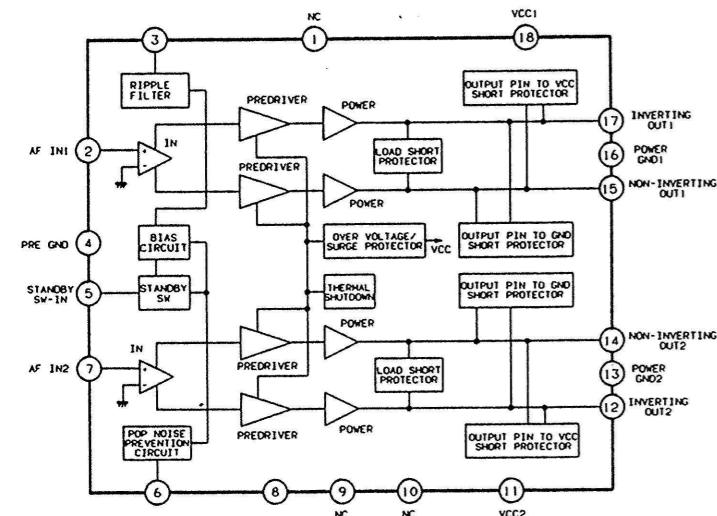 NC
VCC1
3
1
18
RIPPLE
FILTER
OUTPUT PIN TO VCC
SHORT PROTECTOR
PREDRIVER
POWER
17
INVERTING
OUT1
AF IN1
2
IN
+
-
LOAD SHORT
PROTECTOR
16
POWER
GND1
PREDRIVER
POWER
15
NON-INVERTING
OUT1
PRE GND
4
BIAS
CIRCUIT
OVER VOLTAGE/
SURGE PROTECTOR
VCC
OUTPUT PIN TO GND
SHORT PROTECTOR
STANDBY
SW-IN
5
STANDBY
SW
THERMAL
SHUTDOWN
OUTPUT PIN TO GND
SHORT PROTECTOR
POWER
14
NON-INVERTING
OUT2
AF IN2
7
IN
+
-
PREDRIVER
LOAD SHORT
PROTECTOR
13
POWER
GND2
12
INVERTING
OUT2
PREDRIVER
POWER
POP NOISE
PREVENTION
CIRCUIT
OUTPUT PIN TO VCC
SHORT PROTECTOR
6
8
9
10
11
NC
NC
VCC2